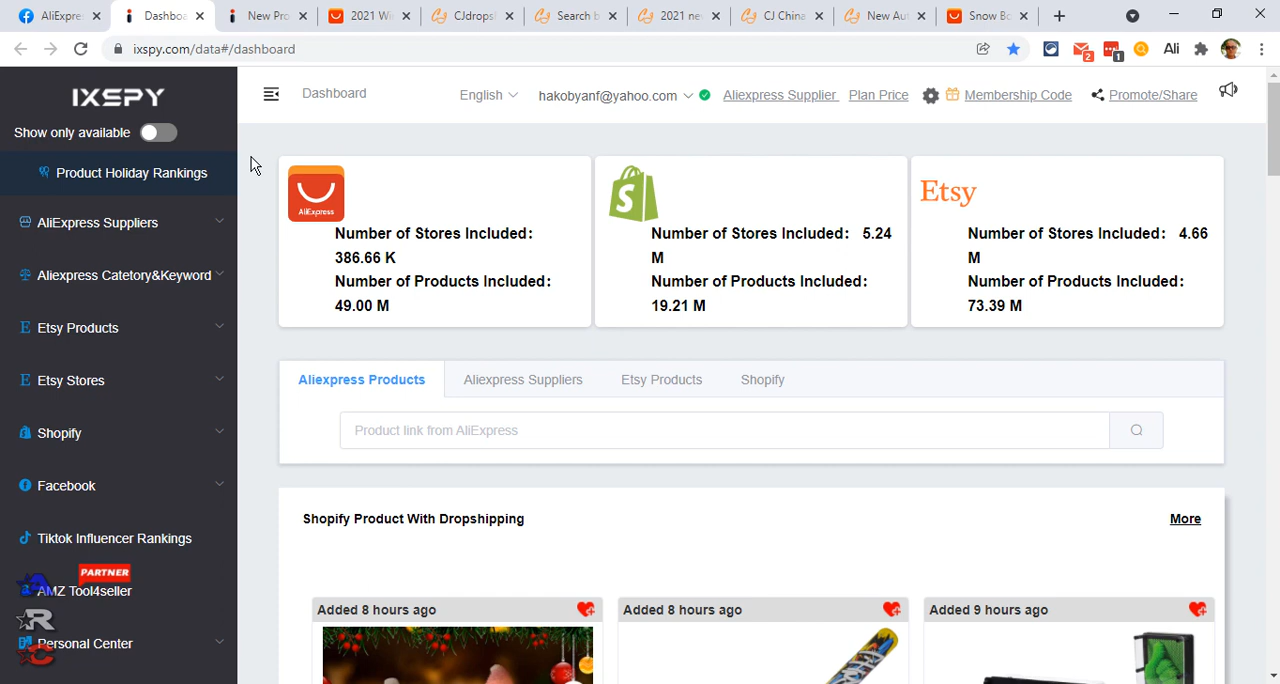 AliExpre
Dashboa
New Pro
2021 Wi
CJdrops
Search b
2021 ne
CJ China
New Aut
Snow Bo
ixspy.com/data#/dashboard
2
1
Ali
IXSPY
Show only available
Product Holiday Rankings
AliExpress Suppliers
Aliexpress Catetory&Keyword
Etsy Products
Etsy Stores
Shopify
Facebook
Tiktok Influencer Rankings
PARTNER
AMZ Tool4seller
Personal Center
A
R
C
Dashboard
English
hakobyanf@yahoo.com
Aliexpress Supplier
Plan Price
Membership Code
Promote/Share
AliExpress
Number of Stores Included:
386.66 K
Number of Products Included:
49.00 M
Number of Stores Included: 5.24
M
Number of Products Included:
19.21 M
Etsy
Number of Stores Included: 4.66
M
Number of Products Included:
73.39 M
Aliexpress Products
Aliexpress Suppliers
Etsy Products
Shopify
Product link from AliExpress
Shopify Product With Dropshipping
More
Added 8 hours ago
Added 8 hours ago
Added 9 hours ago